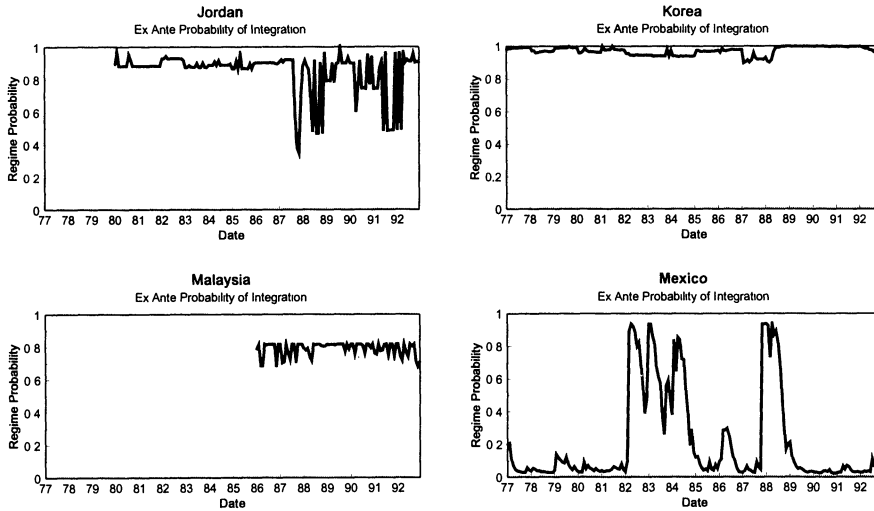 Jordan
Ex Ante Probability of Integration
Regime Probability
1
0 8
0 6
0 4
0 2
0
77 78 79 80 81 82 83 84 85 86 87 88 89 90 91 92
Date
Korea
Ex Ante Probability of Integration
Regime Probability
1
0 8
0 6
0 4
0 2
0
77 78 79 80 81 82 83 84 85 86 87 88 89 90 91 92
Date
Malaysia
Ex Ante Probability of Integration
Regime Probability
1
0 8
0 6
0 4
0 2
0
77 78 79 80 81 82 83 84 85 86 87 88 89 90 91 92
Date
Mexico
Ex Ante Probability of Integration
Regime Probability
1
0 8
0 6
0 4
0 2
0
77 78 79 80 81 82 83 84 85 86 87 88 89 90 91 92
Date